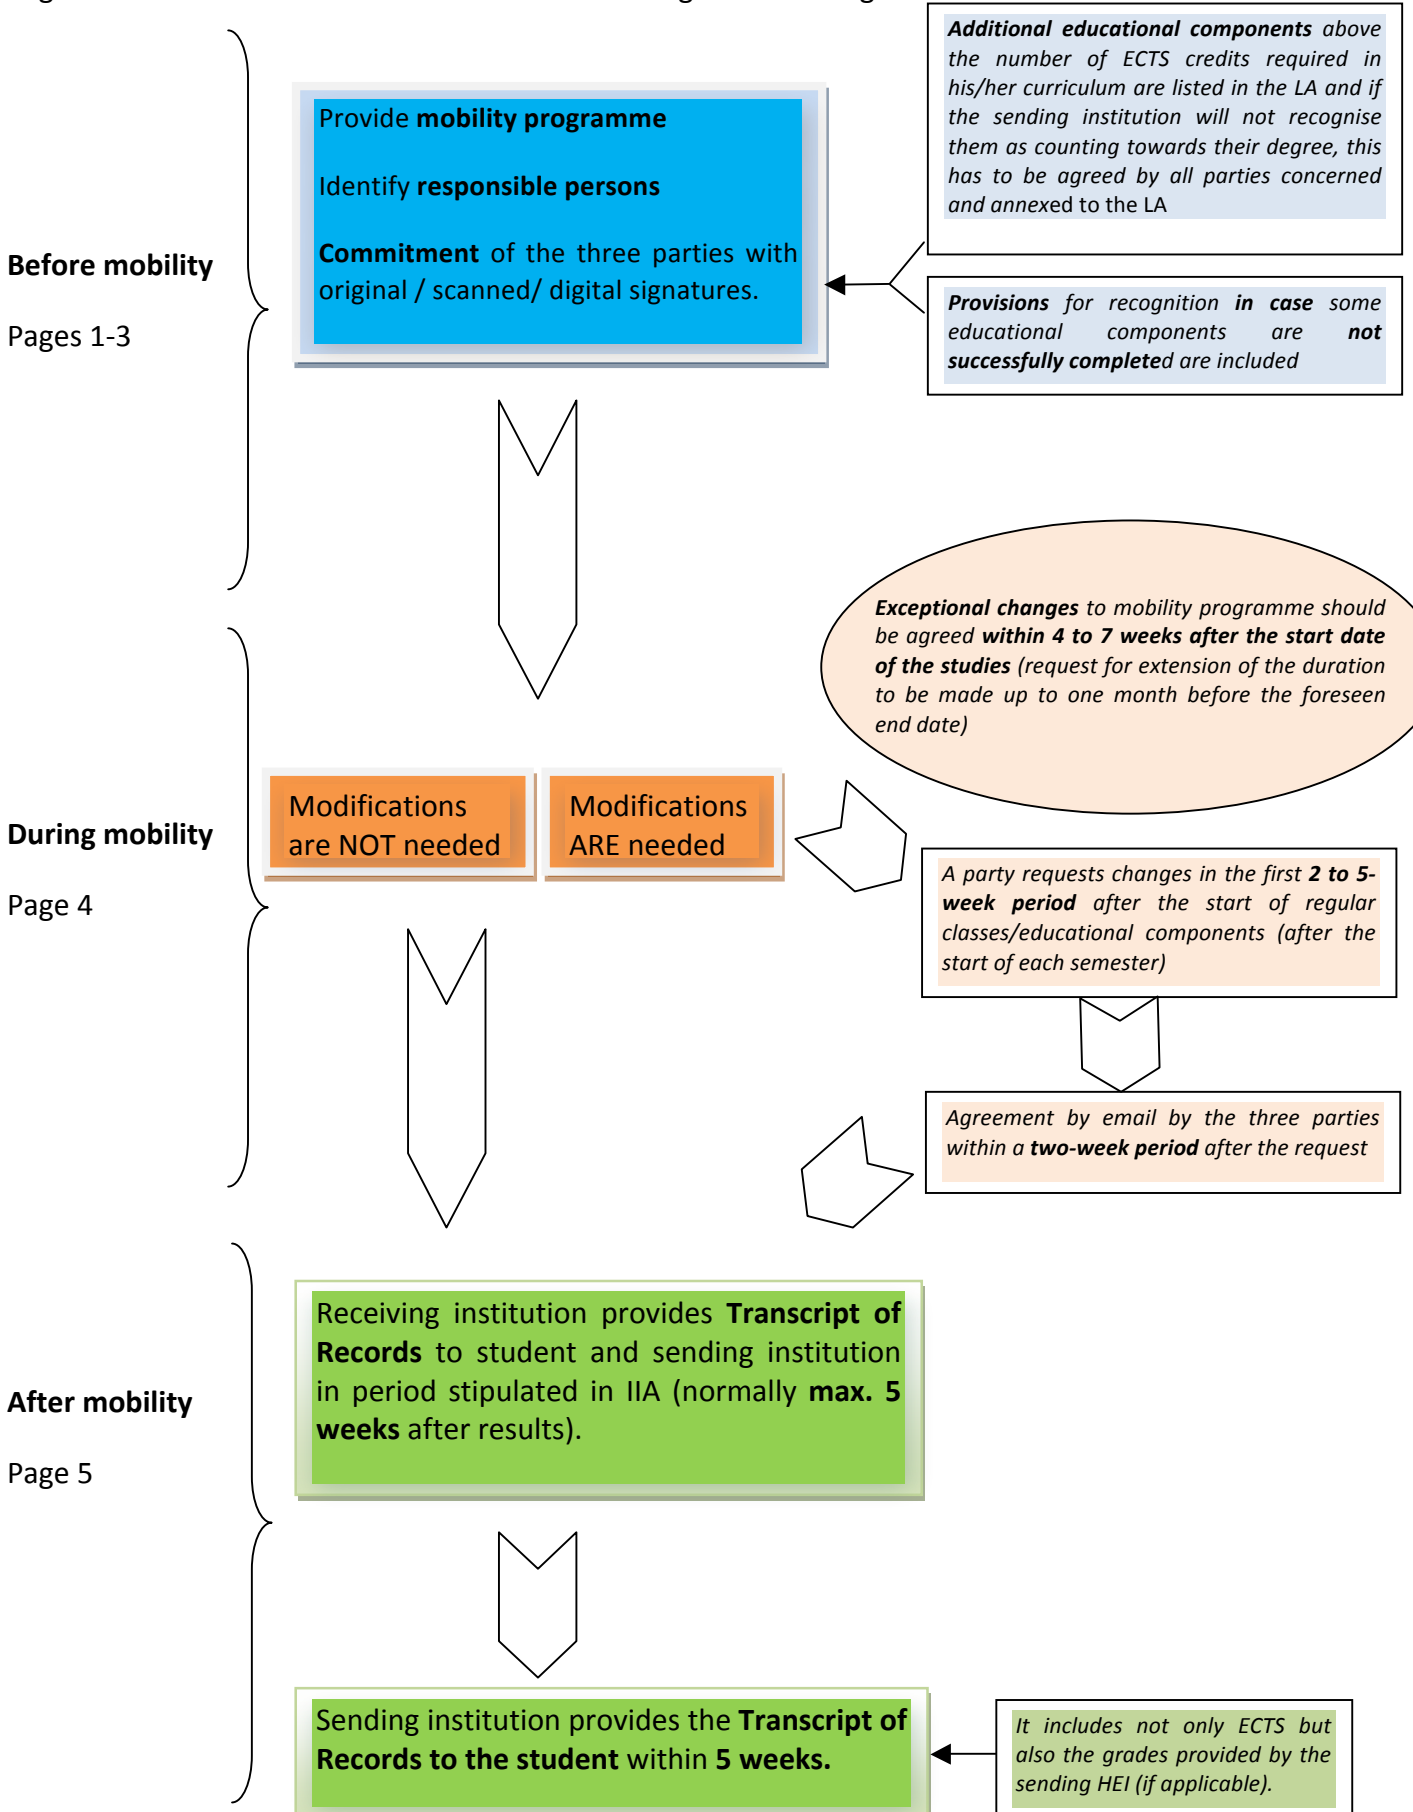 Additional educational components above
the number of ECTS credits required in
his/her curriculum are listed in the LA and if
the sending institution will not recognise
them as counting towards their degree, this
has to be agreed by all parties concerned
and annexed to the LA
Provide mobility programme
Identify responsible persons
Commitment of the three parties with
original / scanned/ digital signatures.
Before mobility
Pages 1-3
Provisions for recognition in case some
educational components are not
successfully completed are included
Exceptional changes to mobility programme should
be agreed within 4 to 7 weeks after the start date
of the studies (request for extension of the duration
to be made up to one month before the foreseen
end date)
During mobility
Page 4
Modifications
are NOT needed
Modifications
ARE needed
A party requests changes in the first 2 to 5-
week period after the start of regular
classes/educational components (after the
start of each semester)
Agreement by email by the three parties
within a two-week period after the request
After mobility
Page 5
Receiving institution provides Transcript of
Records to student and sending institution
in period stipulated in IIA (normally max. 5
weeks after results).
Sending institution provides the Transcript of
Records to the student within 5 weeks.
It includes not only ECTS but
also the grades provided by the
sending HEI (if applicable).